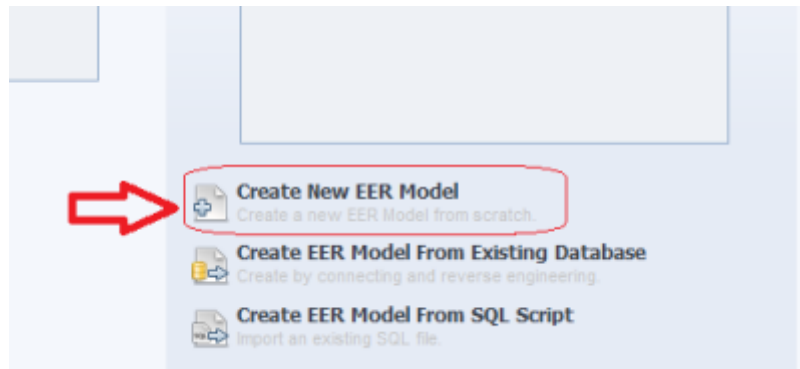 Create New EER Model
Create a new EER Model from scratch.
Create EER Model From Existing Database
Create by connecting and reverse engineering.
Create EER Model From SQL Script
Import an existing SQL file.